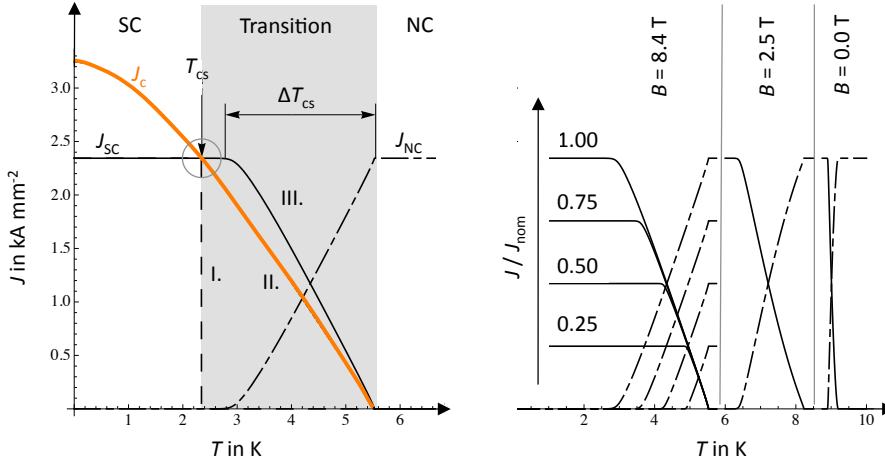 SC Transition NC
T_cs
J_c
ΔT_cs
J_SC
J_NC
III.
I.
II.
J in kA mm⁻²
3.0
2.5
2.0
1.5
1.0
0.5
0 1 2 3 4 5 6
T in K
B = 8.4 T
B = 2.5 T
B = 0.0 T
J / J_nom
1.00
0.75
0.50
0.25
2 4 6 8 10
T in K